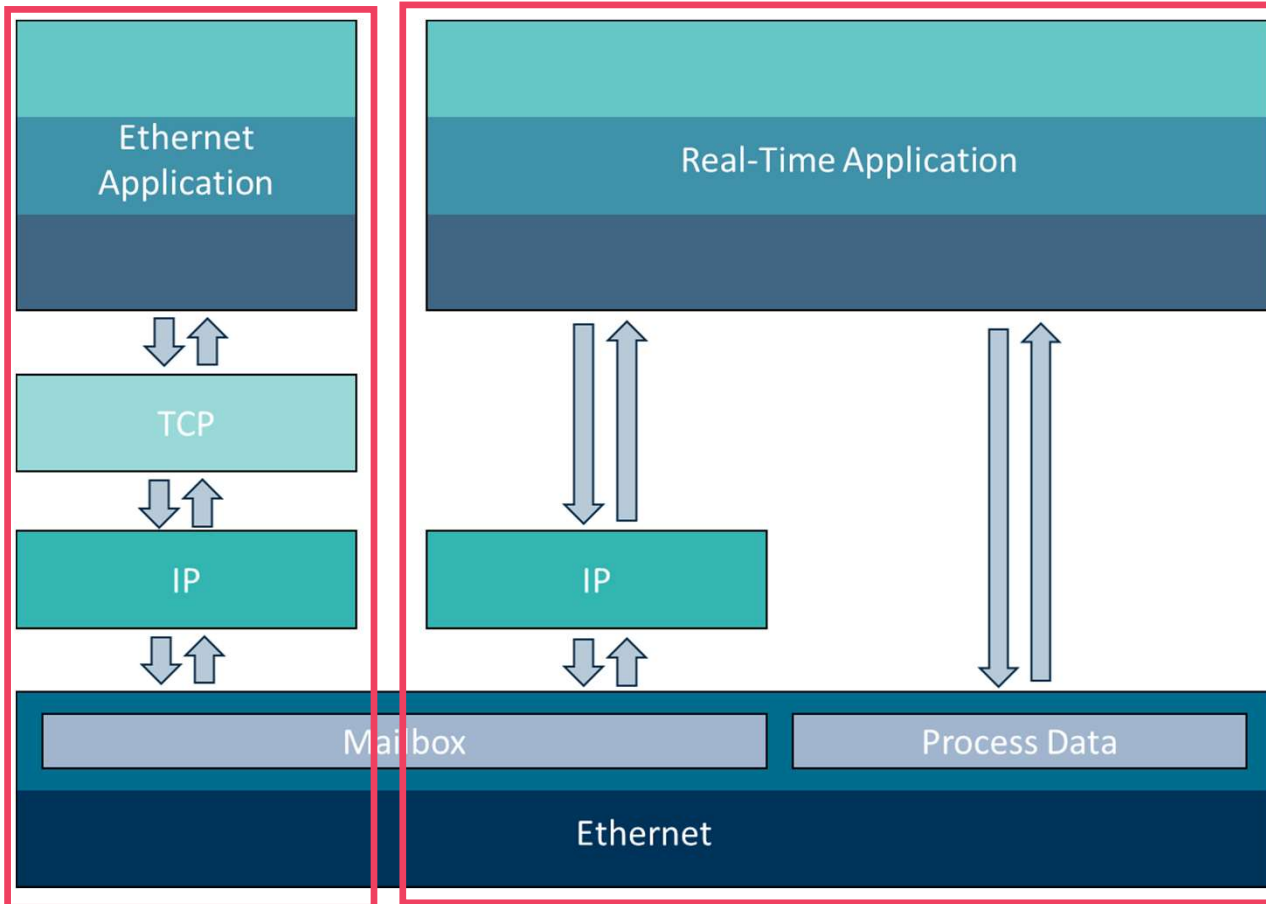 Ethernet
Application
Real-Time Application
TCP
IP
IP
Mailbox
Process Data
Ethernet